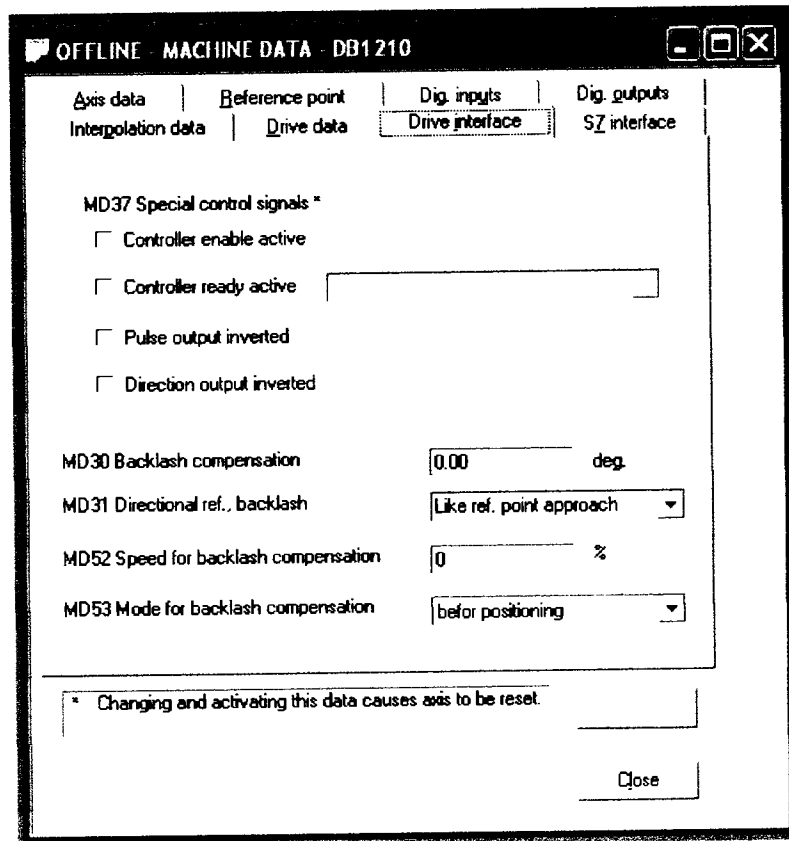 OFFLINE - MACHINE DATA - DB1210
Axis data Reference point Dig. inputs Dig. outputs
Interpolation data Drive data Drive interface S7 interface
MD37 Special control signals *
Controller enable active
Controller ready active
Pulse output inverted
Direction output inverted
MD30 Backlash compensation 0.00 deg.
MD31 Directional ref., backlash Like ref. point approach
MD52 Speed for backlash compensation 0 %
MD53 Mode for backlash compensation befor positioning
* Changing and activating this data causes axis to be reset.
Close